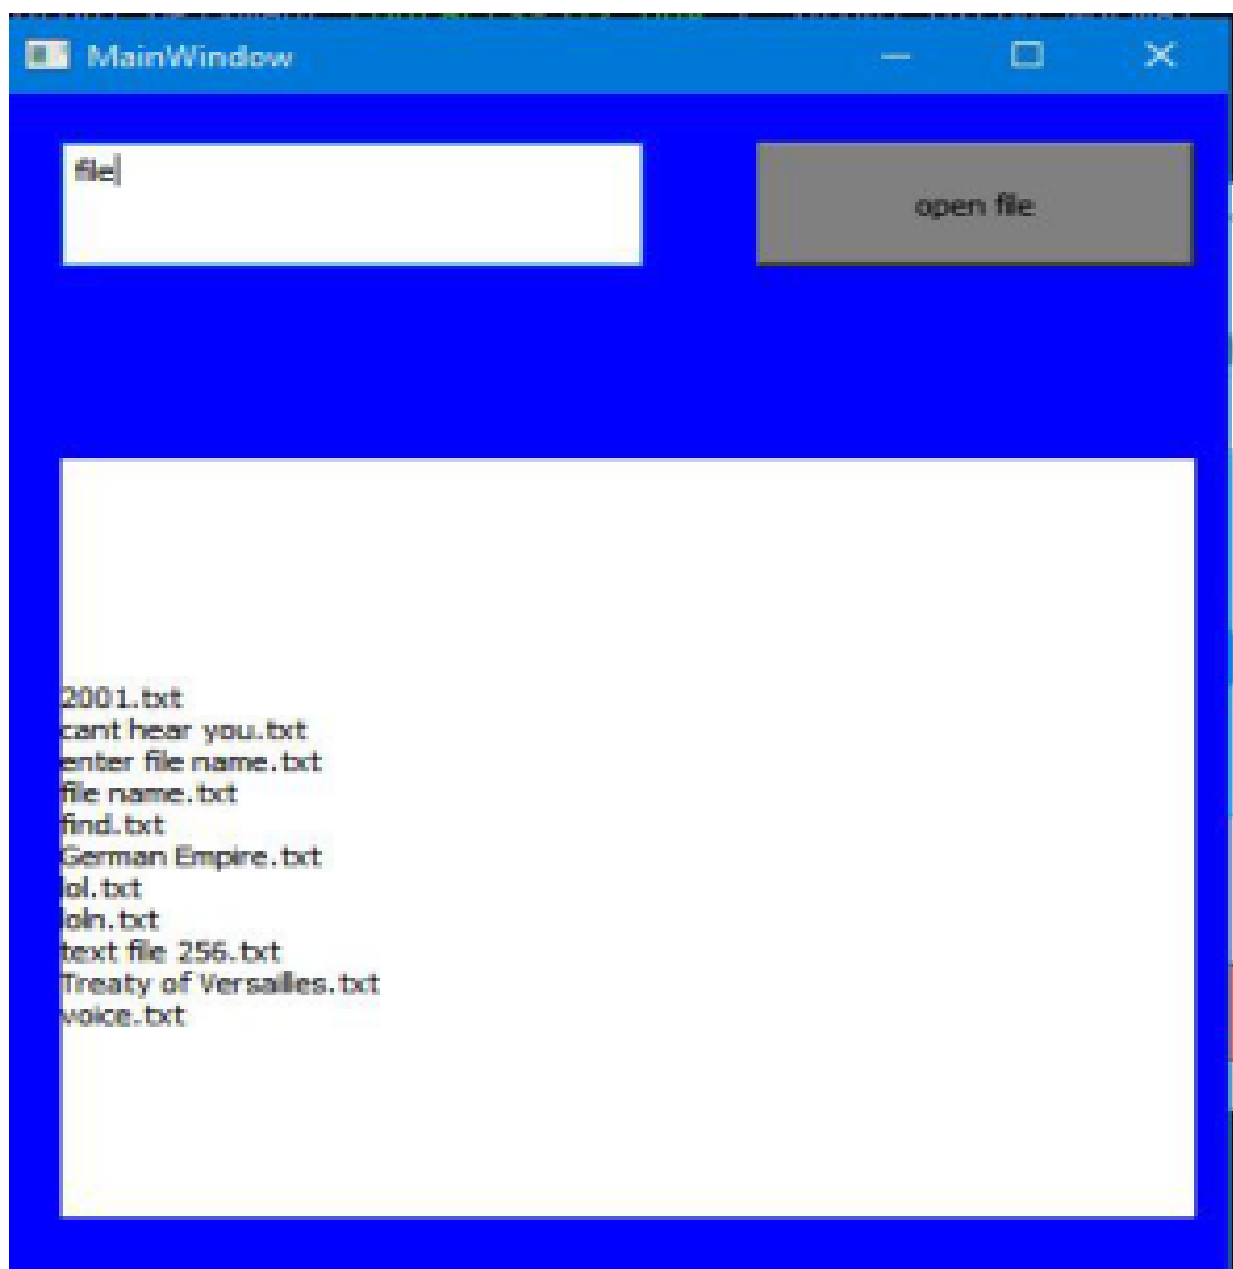 MainWindow
file
open file
2001.txt
cant hear you.txt
enter file name.txt
file name.txt
find.txt
German Empire.txt
lol.txt
loln.txt
text file 256.txt
Treaty of Versailles.txt
voice.txt